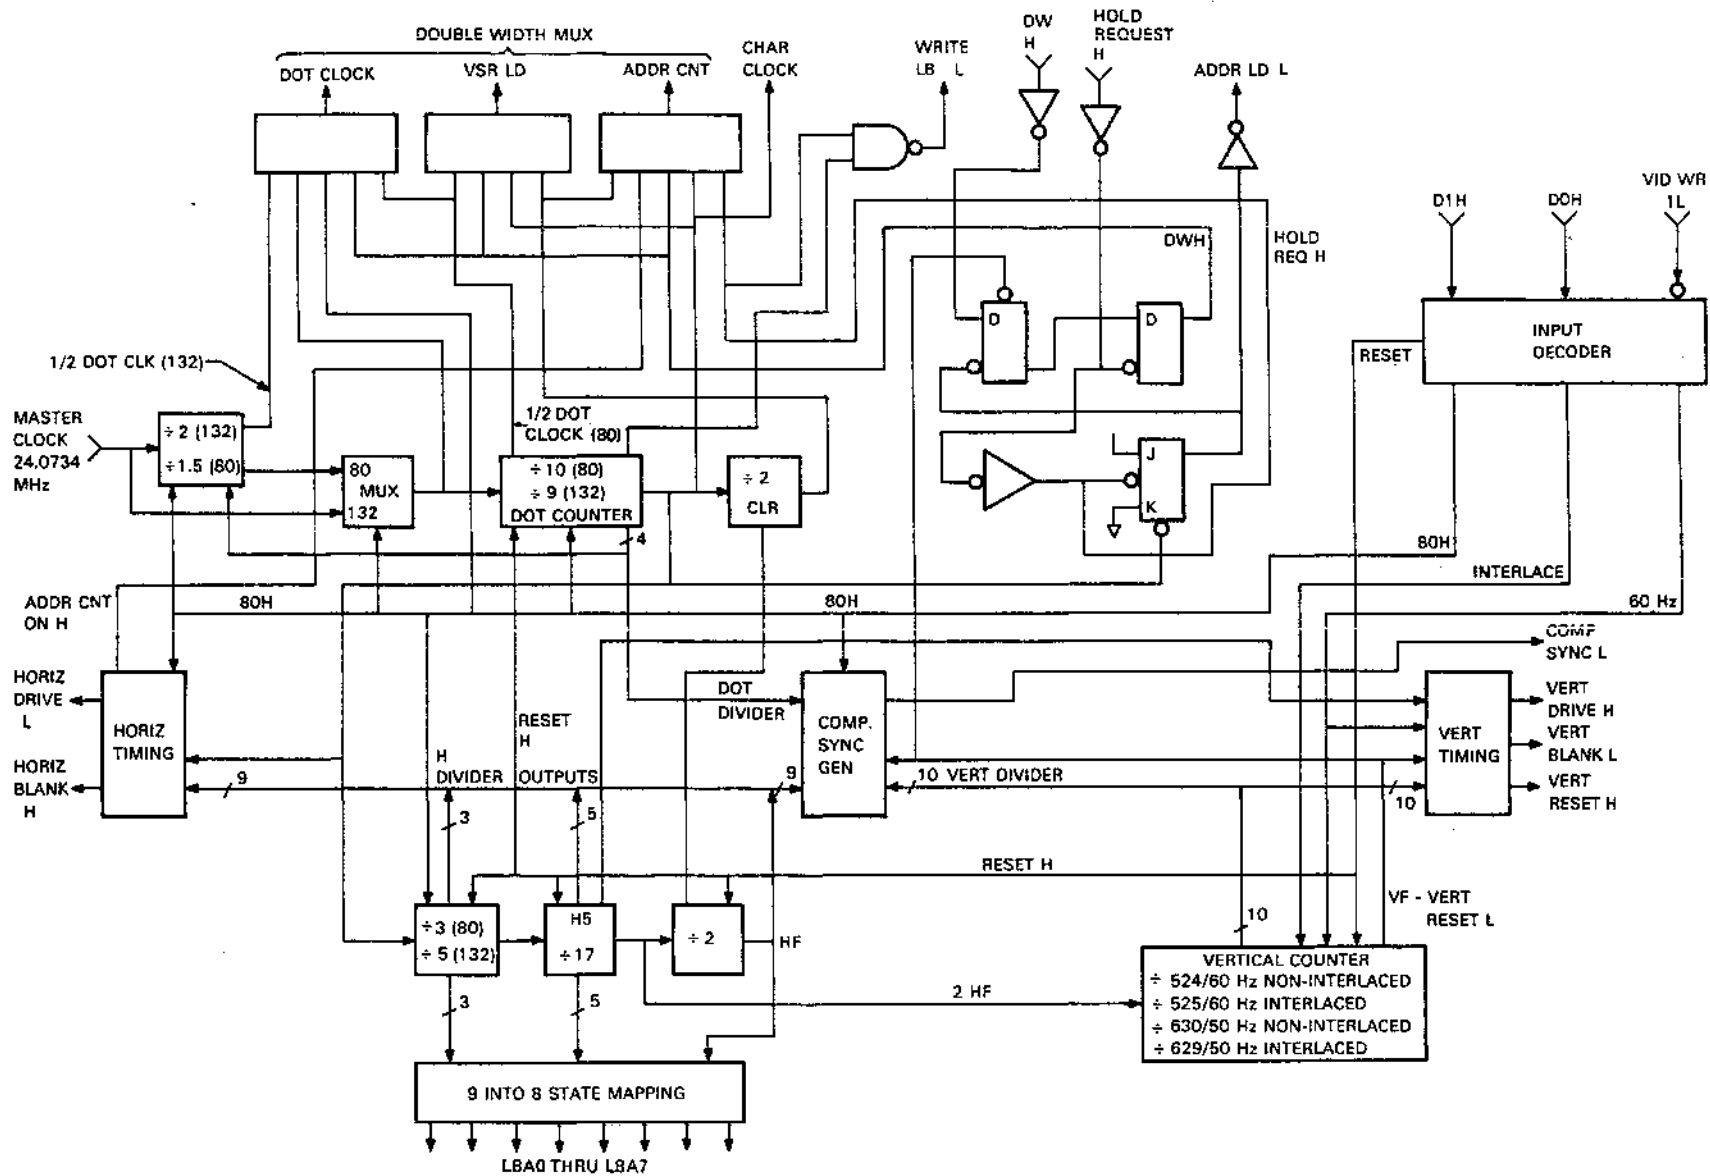 DOUBLE WIDTH MUX
DOT CLOCK
VSR LD
ADDR CNT
CHAR
CLOCK
WRITE
LB L
DW
H
HOLD
REQUEST
H
ADDR LD L
D1H
D0H
VID WR
1L
DWH
HOLD
REQ H
D
D
INPUT
DECODER
RESET
1/2 DOT CLK (132)
MASTER
CLOCK
24.0734
MHz
÷ 2 (132)
÷1.5 (80)
80
MUX
132
1/2 DOT
CLOCK (80)
÷ 10 (80)
÷ 9 (132)
DOT COUNTER
÷ 2
CLR
J
K
4
80H
INTERLACE
60 Hz
ADDR CNT
ON H
80H
80H
COMP
SYNC L
HORIZ
DRIVE
L
HORIZ
BLANK
H
HORIZ
TIMING
9
RESET
H
H
DIVIDER
OUTPUTS
DOT
DIVIDER
9
COMP.
SYNC
GEN
10 VERT DIVIDER
10
VERT
TIMING
VERT
DRIVE H
VERT
BLANK L
VERT
RESET H
3
5
RESET H
VF - VERT
RESET L
10
÷3 (80)
÷ 5 (132)
H5
÷ 17
÷ 2
HF
3
5
2 HF
VERTICAL COUNTER
÷ 524/60 Hz NON-INTERLACED
÷ 525/60 Hz INTERLACED
÷ 630/50 Hz NON-INTERLACED
÷ 629/50 Hz INTERLACED
9 INTO 8 STATE MAPPING
LBA0 THRU LBA7